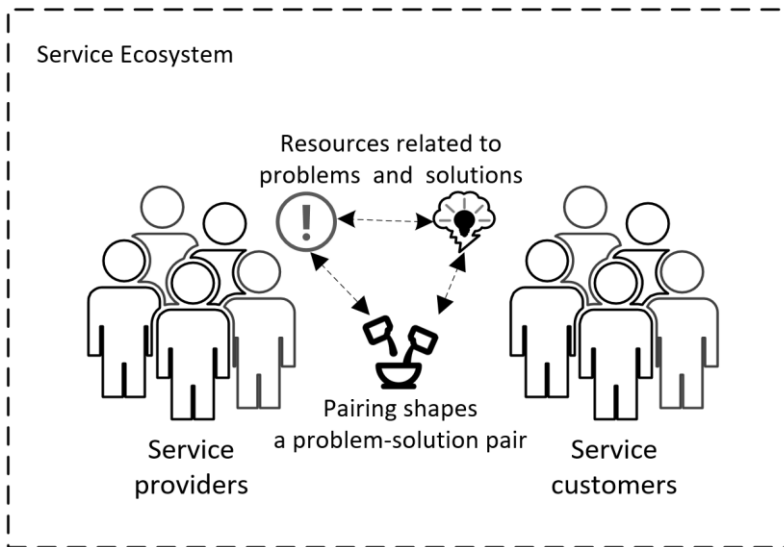 Service Ecosystem
Resources related to
problems and solutions
Pairing shapes
a problem-solution pair
Service
providers
Service
customers